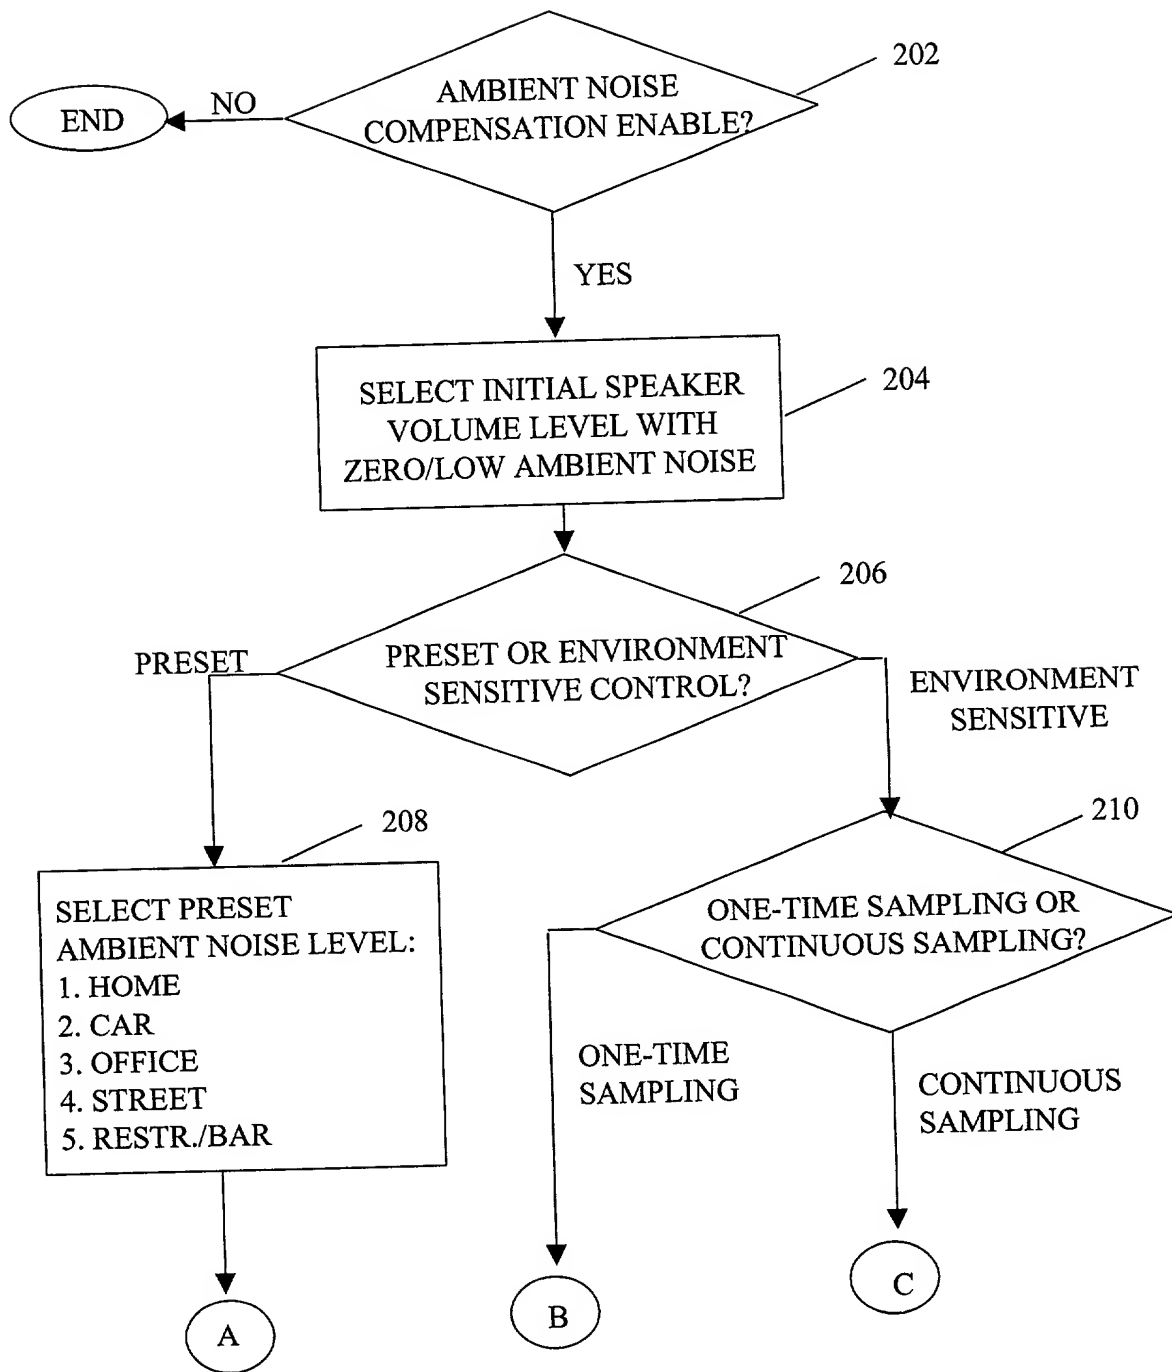 202
AMBIENT NOISE
COMPENSATION ENABLE?
NO
END
YES
204
SELECT INITIAL SPEAKER
VOLUME LEVEL WITH
ZERO/LOW AMBIENT NOISE
206
PRESET OR ENVIRONMENT
SENSITIVE CONTROL?
PRESET
ENVIRONMENT
SENSITIVE
208
SELECT PRESET
AMBIENT NOISE LEVEL:
1. HOME
2. CAR
3. OFFICE
4. STREET
5. RESTR./BAR
210
ONE-TIME SAMPLING OR
CONTINUOUS SAMPLING?
ONE-TIME
SAMPLING
CONTINUOUS
SAMPLING
A
B
C